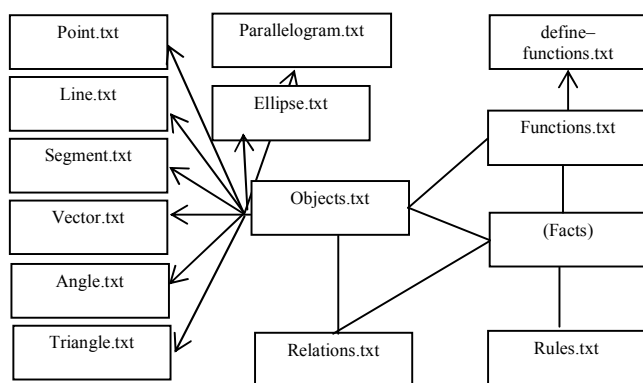 Point.txt
Parallelogram.txt
define–
functions.txt
Line.txt
Ellipse.txt
Functions.txt
Segment.txt
Objects.txt
Vector.txt
(Facts)
Angle.txt
Triangle.txt
Relations.txt
Rules.txt